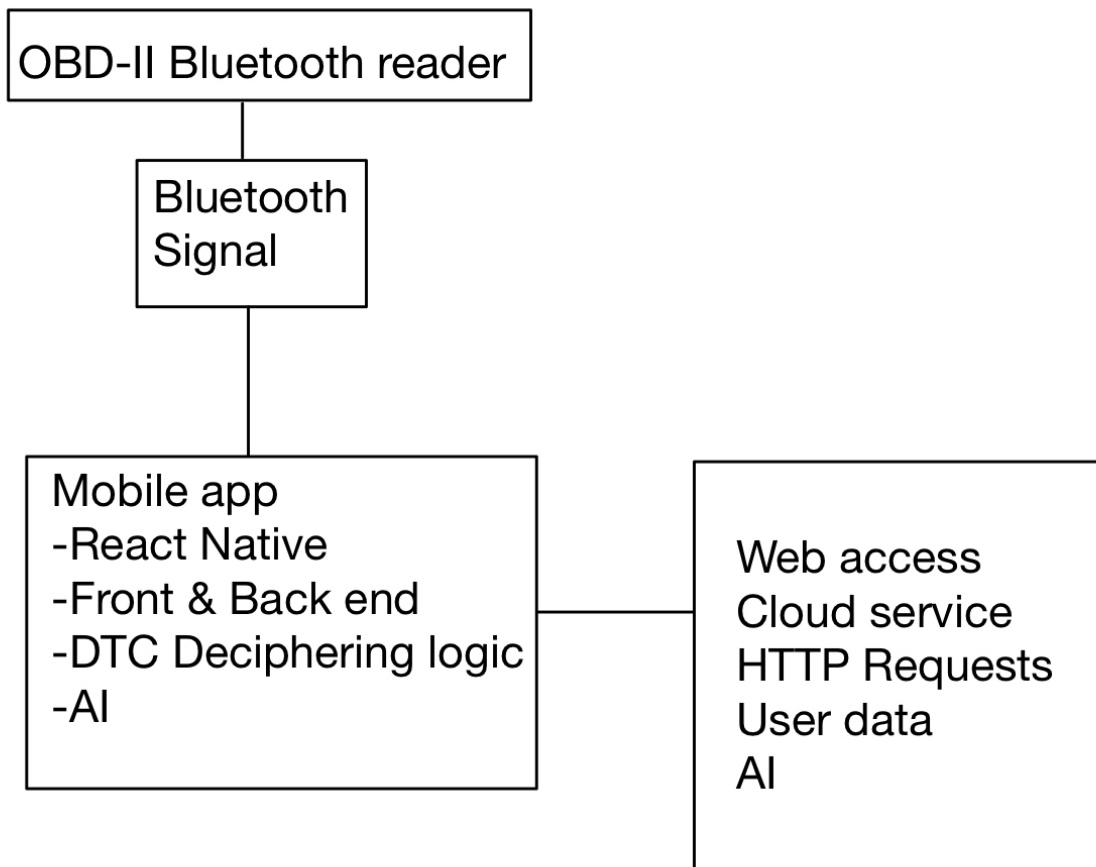 OBD-II Bluetooth reader
Bluetooth
Signal
Mobile app
-React Native
-Front & Back end
-DTC Deciphering logic
-AI
Web access
Cloud service
HTTP Requests
User data
AI